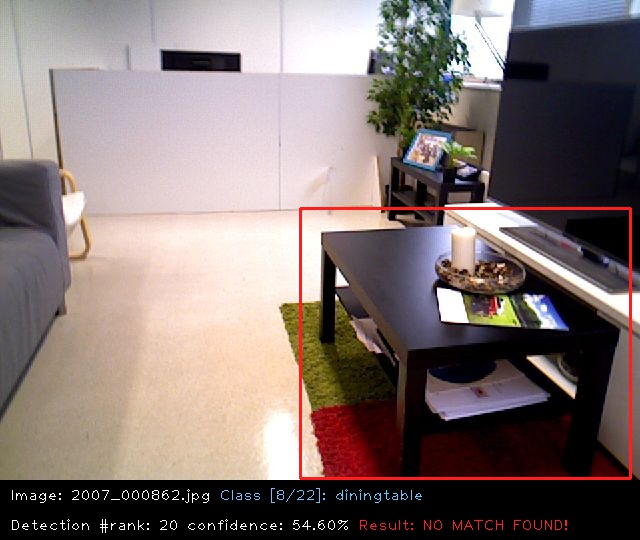 Image: 2007_000862.jpg Class [8/22]: diningtable
Detection #rank: 20 confidence: 54.60% Result: NO MATCH FOUND!